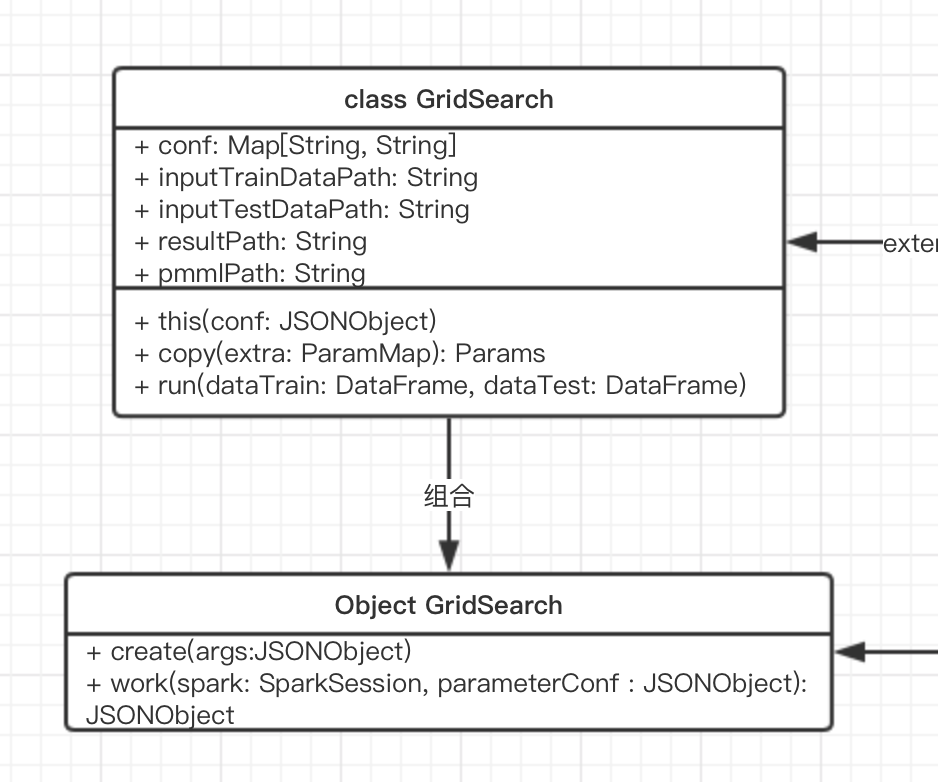 class GridSearch
+ conf: Map[String, String]
+ inputTrainDataPath: String
+ inputTestDataPath: String
+ resultPath: String
+ pmmlPath: String
exter
+ this(conf: JSONObject)
+ copy(extra: ParamMap): Params
+ run(dataTrain: DataFrame, dataTest: DataFrame)
组合
Object GridSearch
+ create(args:JSONObject)
+ work(spark: SparkSession, parameterConf : JSONObject):
JSONObject